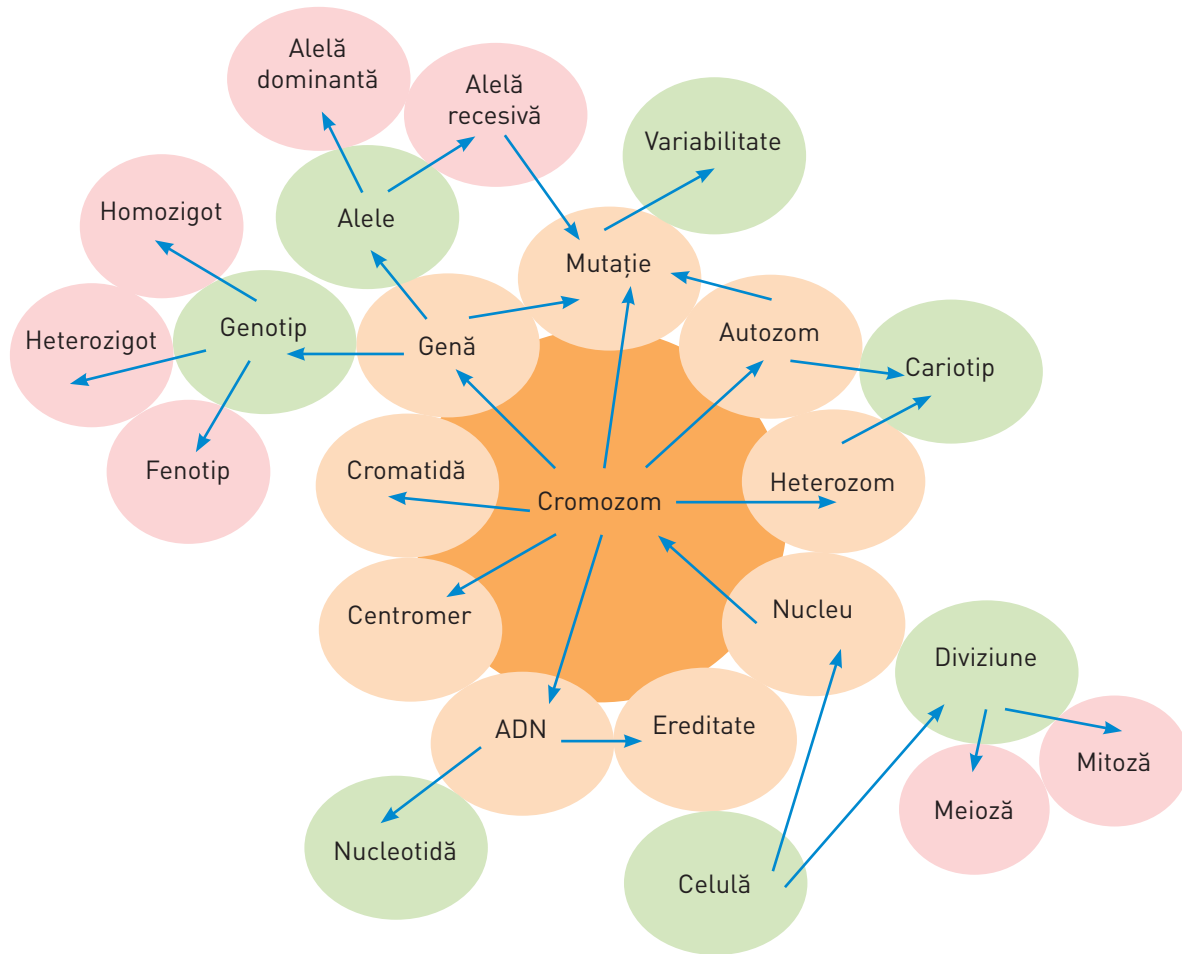 Alelă
dominantă
Alelă
recesivă
Variabilitate
Homozigot
Alele
Mutație
Heterozigot
Genotip
Genă
Autozom
Cariotip
Fenotip
Cromatidă
Cromozom
Heterozom
Centromer
Nucleu
Diviziune
ADN
Ereditate
Mitoză
Meioză
Nucleotidă
Celulă